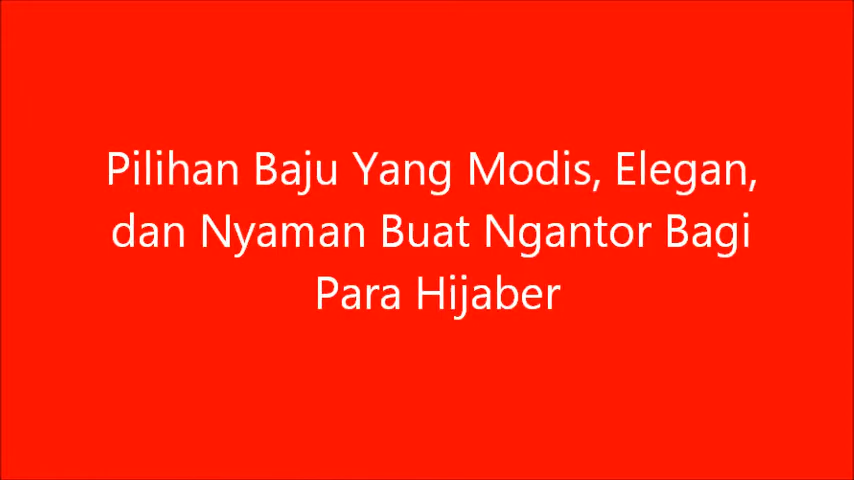 Pilihan Baju Yang Modis, Elegan,
dan Nyaman Buat Ngantor Bagi
Para Hijaber